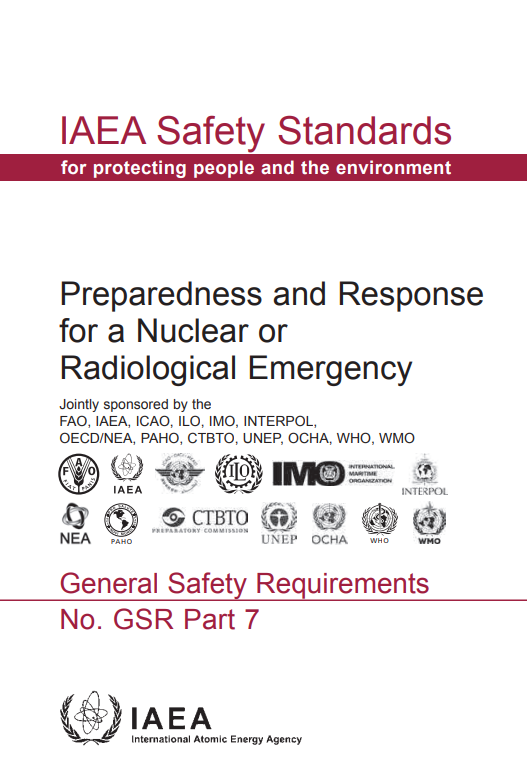 IAEA Safety Standards
for protecting people and the environment
Preparedness and Response
for a Nuclear or
Radiological Emergency
Jointly sponsored by the
FAO, IAEA, ICAO, ILO, IMO, INTERPOL,
OECD/NEA, PAHO, CTBTO, UNEP, OCHA, WHO, WMO
FAO
FIAT PANIS
IAEA
ILO
IMO
INTERNATIONAL
MARITIME
ORGANIZATION
INTERPOL
NEA
PAHO
CTBTO
PREPARATORY COMMISSION
UNEP
OCHA
WHO
WMO
General Safety Requirements
No. GSR Part 7
IAEA
International Atomic Energy Agency